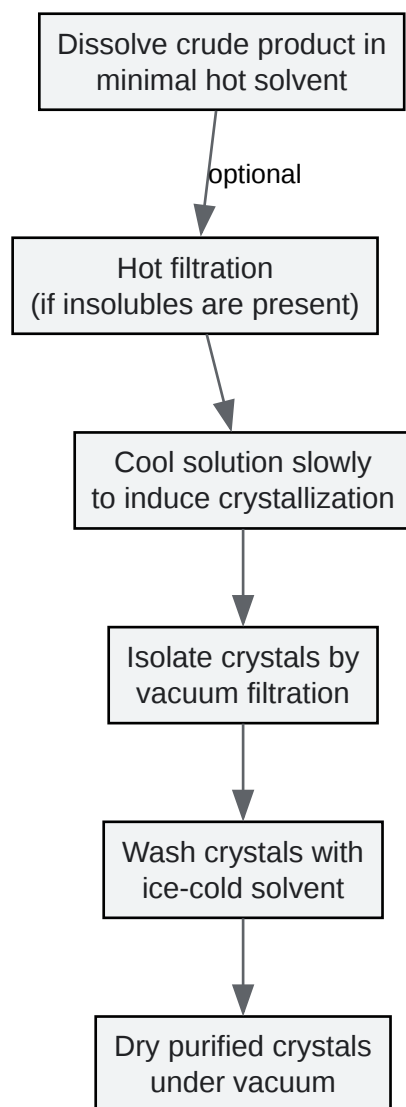 Dissolve crude product in
minimal hot solvent
optional
Hot filtration
(if insolubles are present)
Cool solution slowly
to induce crystallization
Isolate crystals by
vacuum filtration
Wash crystals with
ice-cold solvent
Dry purified crystals
under vacuum